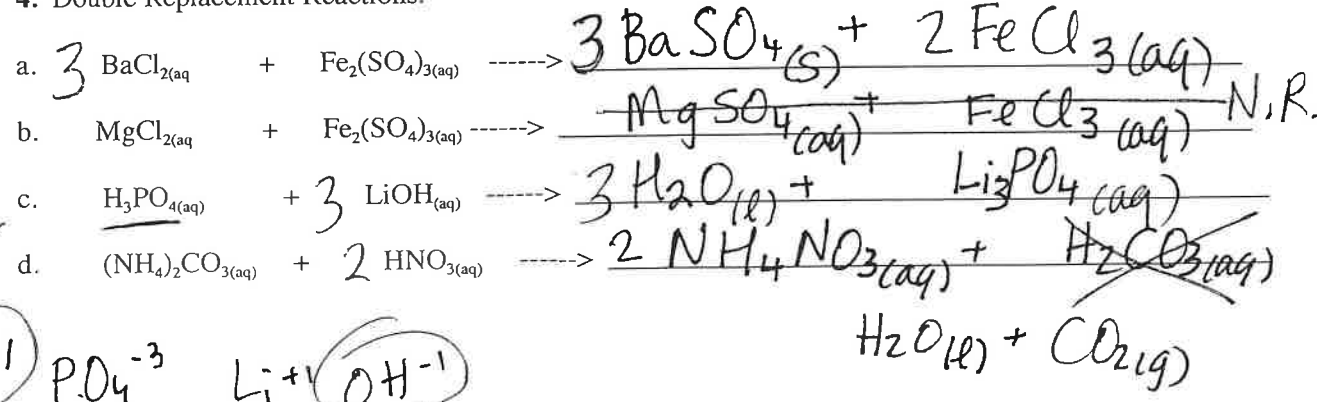 4. Double Replacement Reactions:
a. 3 BaCl₂(aq + Fe₂(SO₄)₃(aq) ------> 3 BaSO₄(s) + 2 FeCl₃(aq)
b. MgCl₂(aq + Fe₂(SO₄)₃(aq) ------> MgSO₄(aq) + FeCl₃(aq) N.R.
c. H₃PO₄(aq) + 3 LiOH(aq) ------> 3 H₂O(l) + Li₃PO₄(aq)
d. (NH₄)₂CO₃(aq) + 2 HNO₃(aq) ------> 2 NH₄NO₃(aq) + H₂CO₃(aq)
H₂O(l) + CO₂(g)
PO₄⁻³ Li⁺¹ OH⁻¹